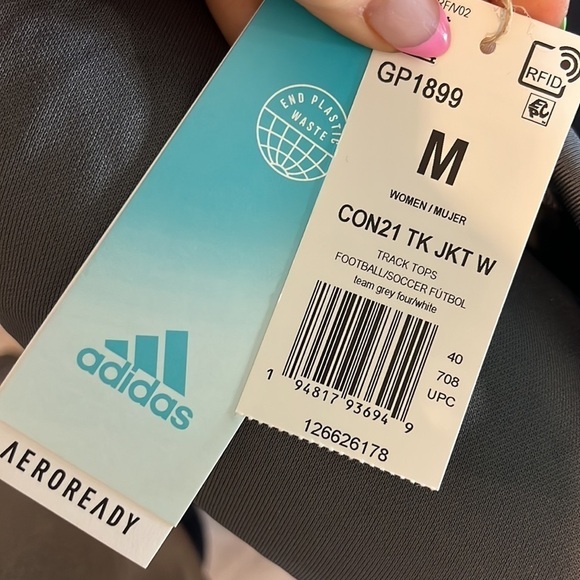 END PLASTIC
WASTE
adidas
AEROREADY
GP1899
RFID
M
WOMEN / MUJER
CON21 TK JKT W
TRACK TOPS
FOOTBALL/SOCCER FÚTBOL
team grey four/white
40
708
UPC
1 94817 93694 9
126626178